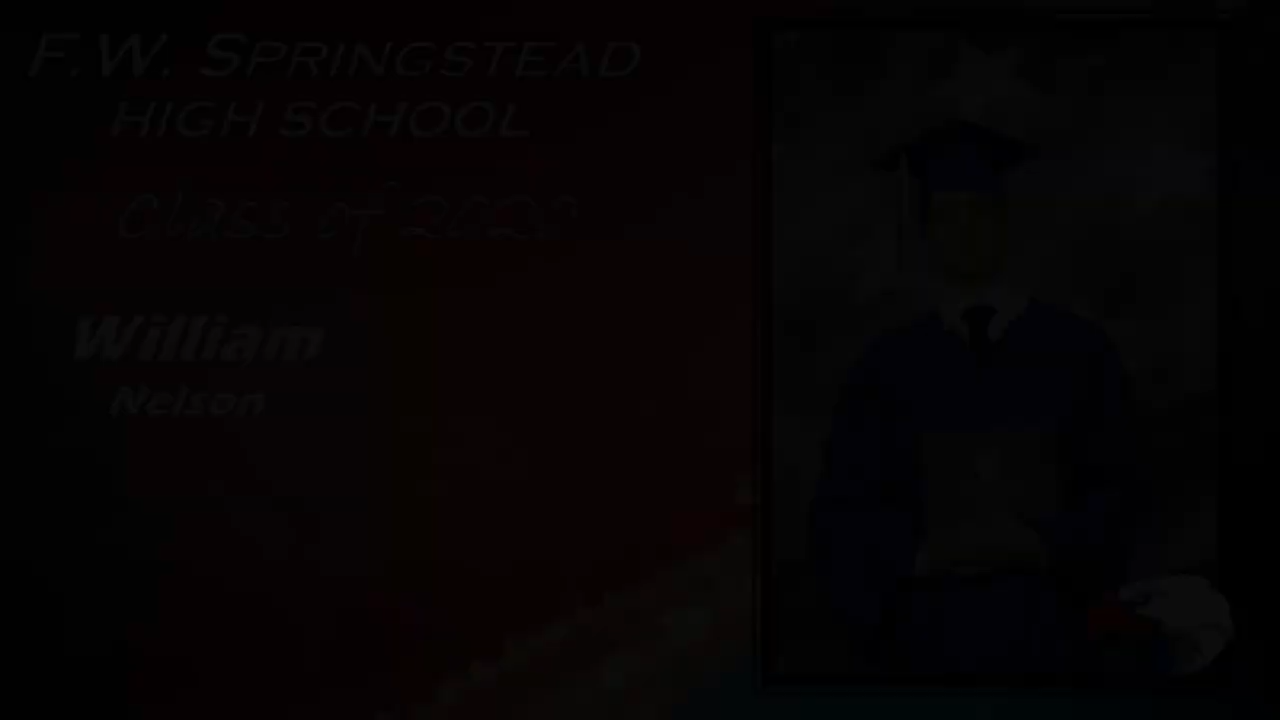 F.W. SPRINGSTEAD
HIGH SCHOOL
Class of 2020
William
Nelson